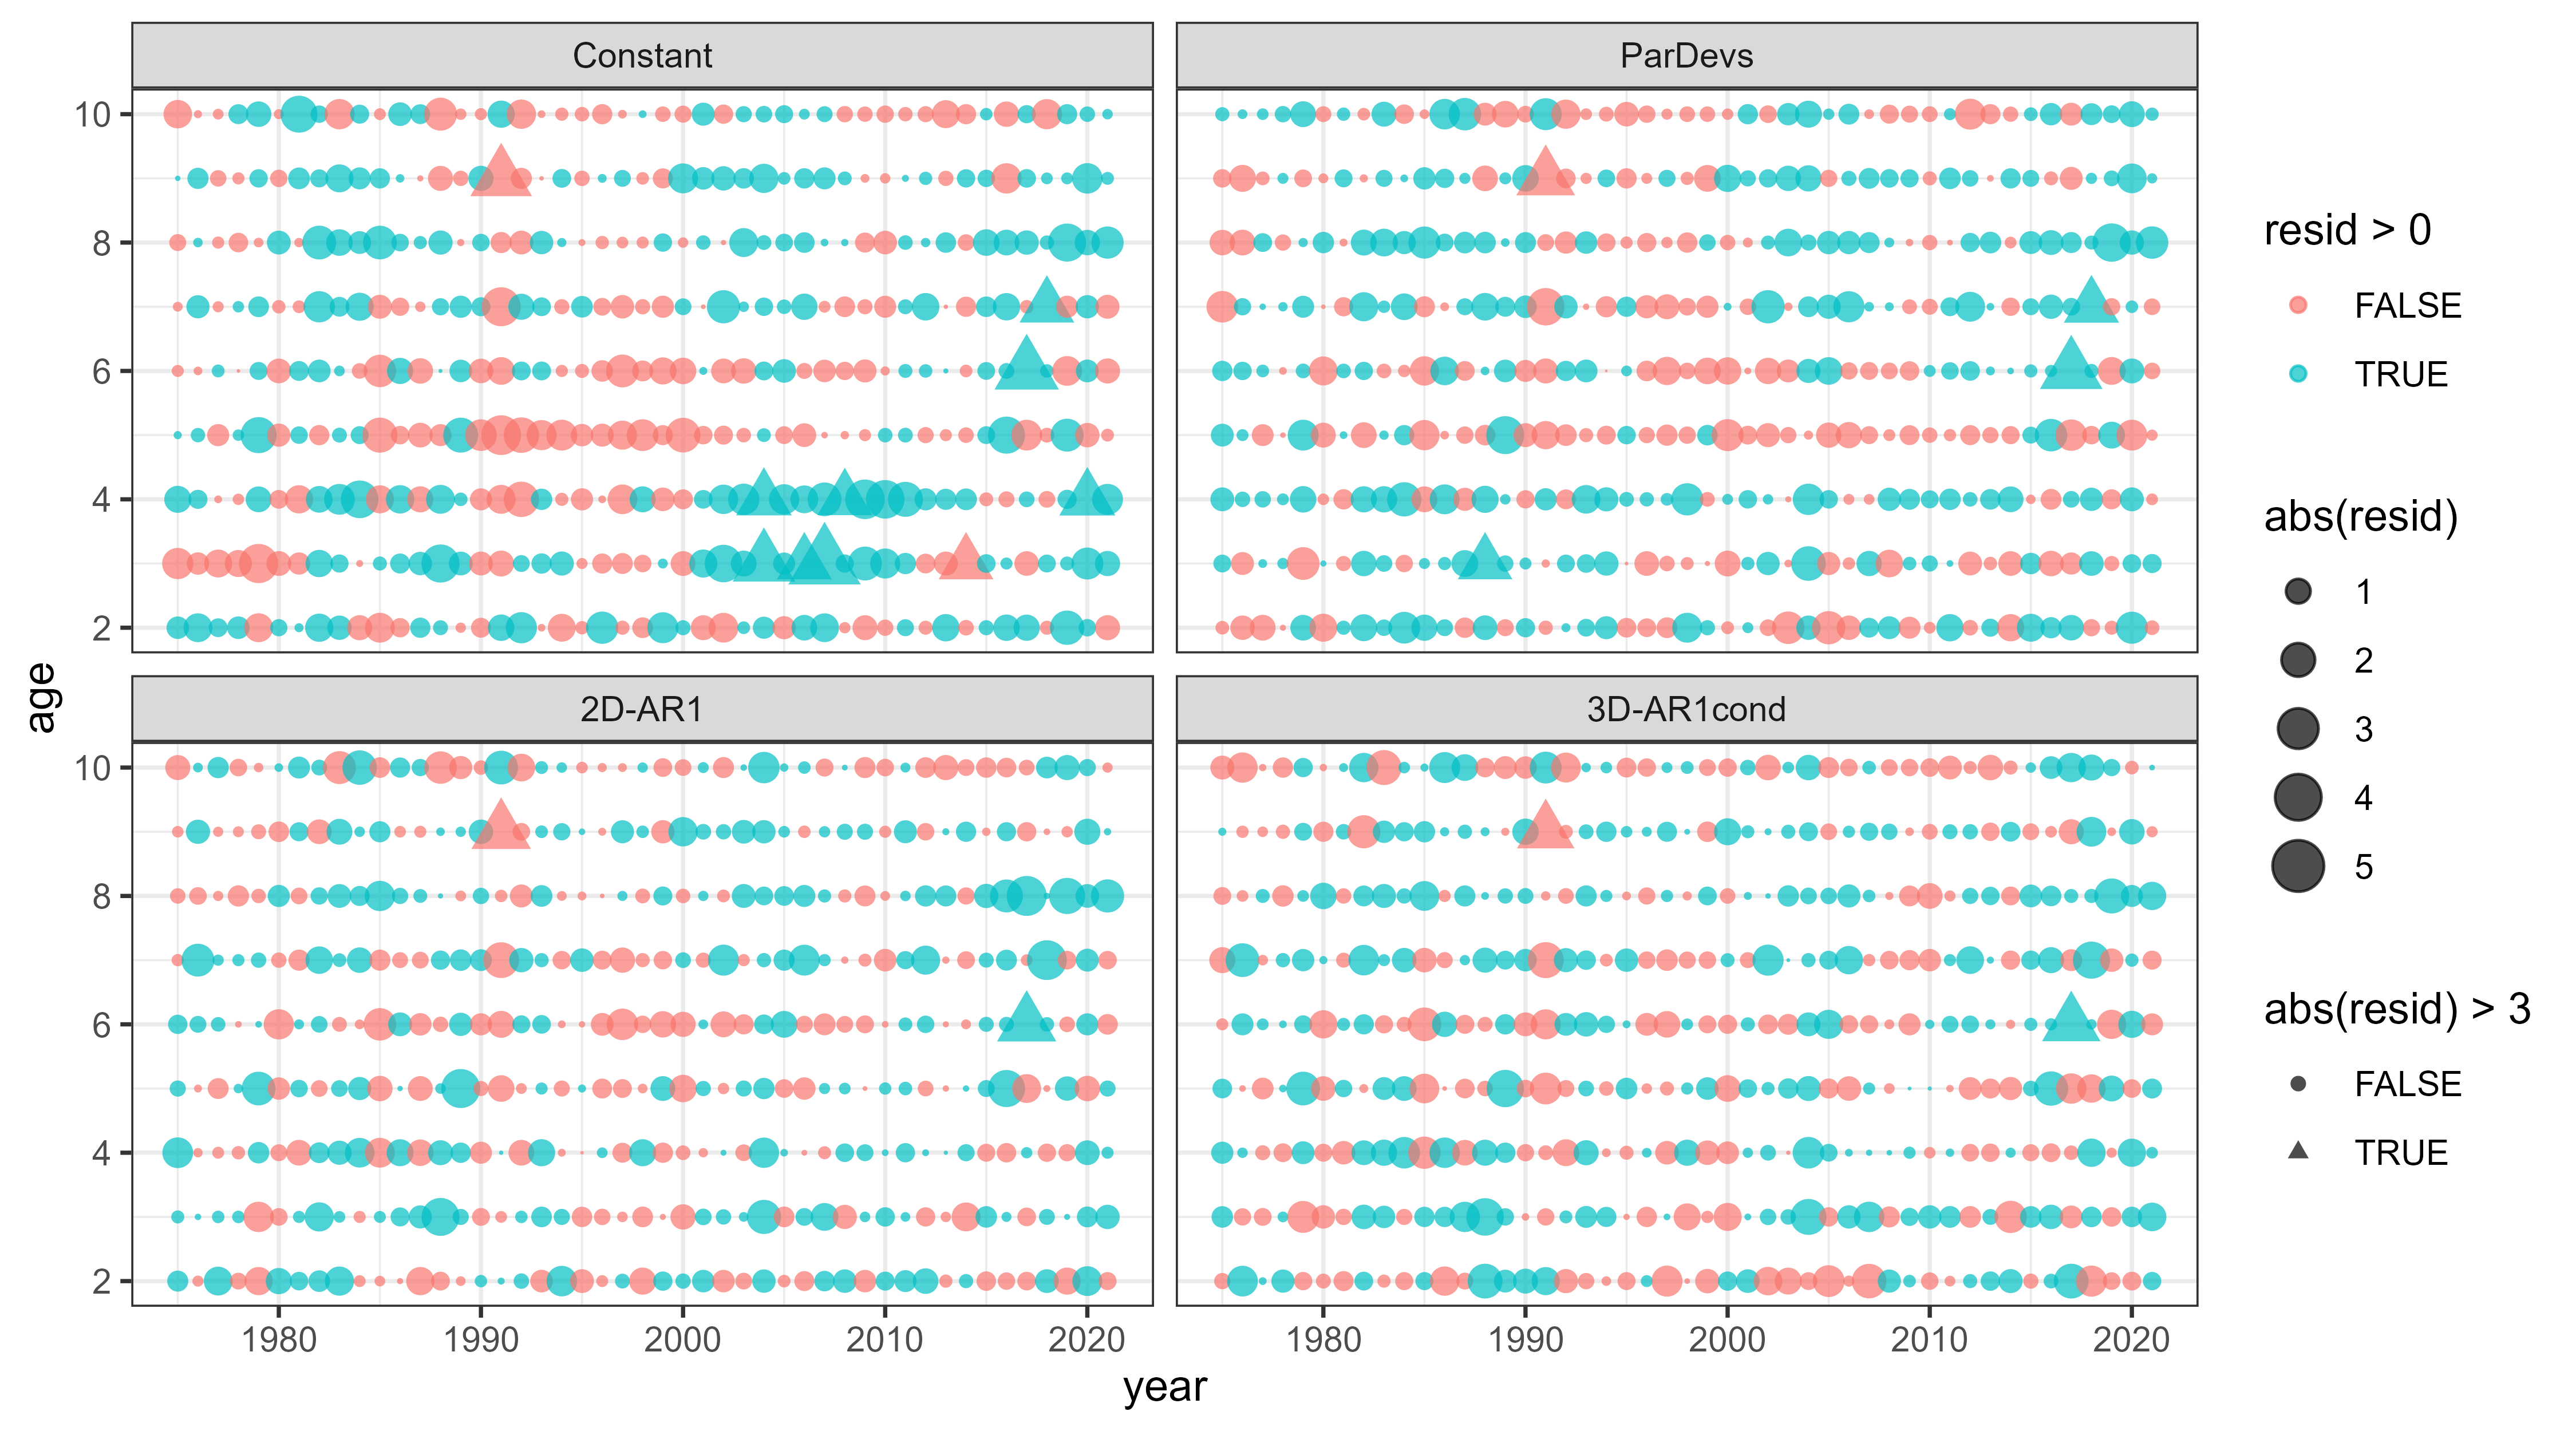 Constant
ParDevs
10
8
6
4
2
2D-AR1
3D-AR1cond
10
8
6
4
2
1980 1990 2000 2010 2020
1980 1990 2000 2010 2020
year
age
resid > 0
FALSE
TRUE
abs(resid)
1
2
3
4
5
abs(resid) > 3
FALSE
TRUE